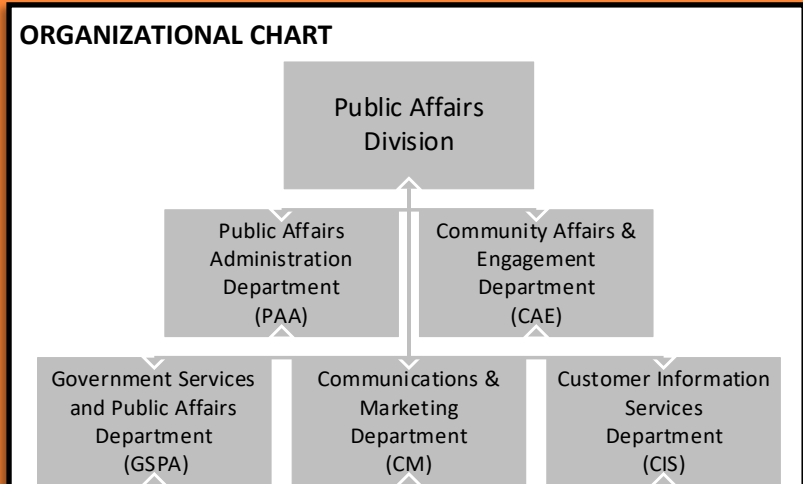 ORGANIZATIONAL CHART
Public Affairs
Division
Public Affairs
Administration
Department
(PAA)
Community Affairs &
Engagement
Department
(CAE)
Government Services
and Public Affairs
Department
(GSPA)
Communications &
Marketing
Department
(CM)
Customer Information
Services
Department
(CIS)